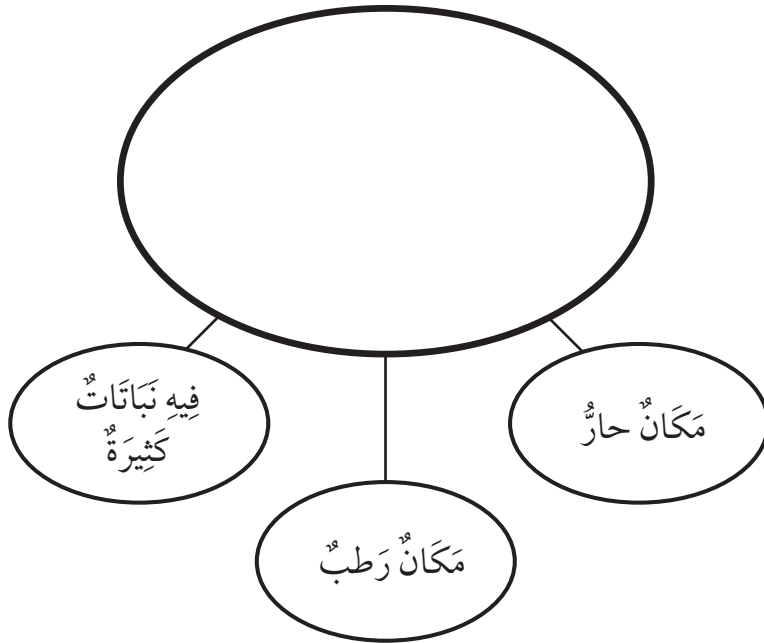 مَكَانٌ حارٌّ
فِيهِ نَبَاتَاتٌ
كَثِيرَةٌ
مَكَانٌ رَطبٌ